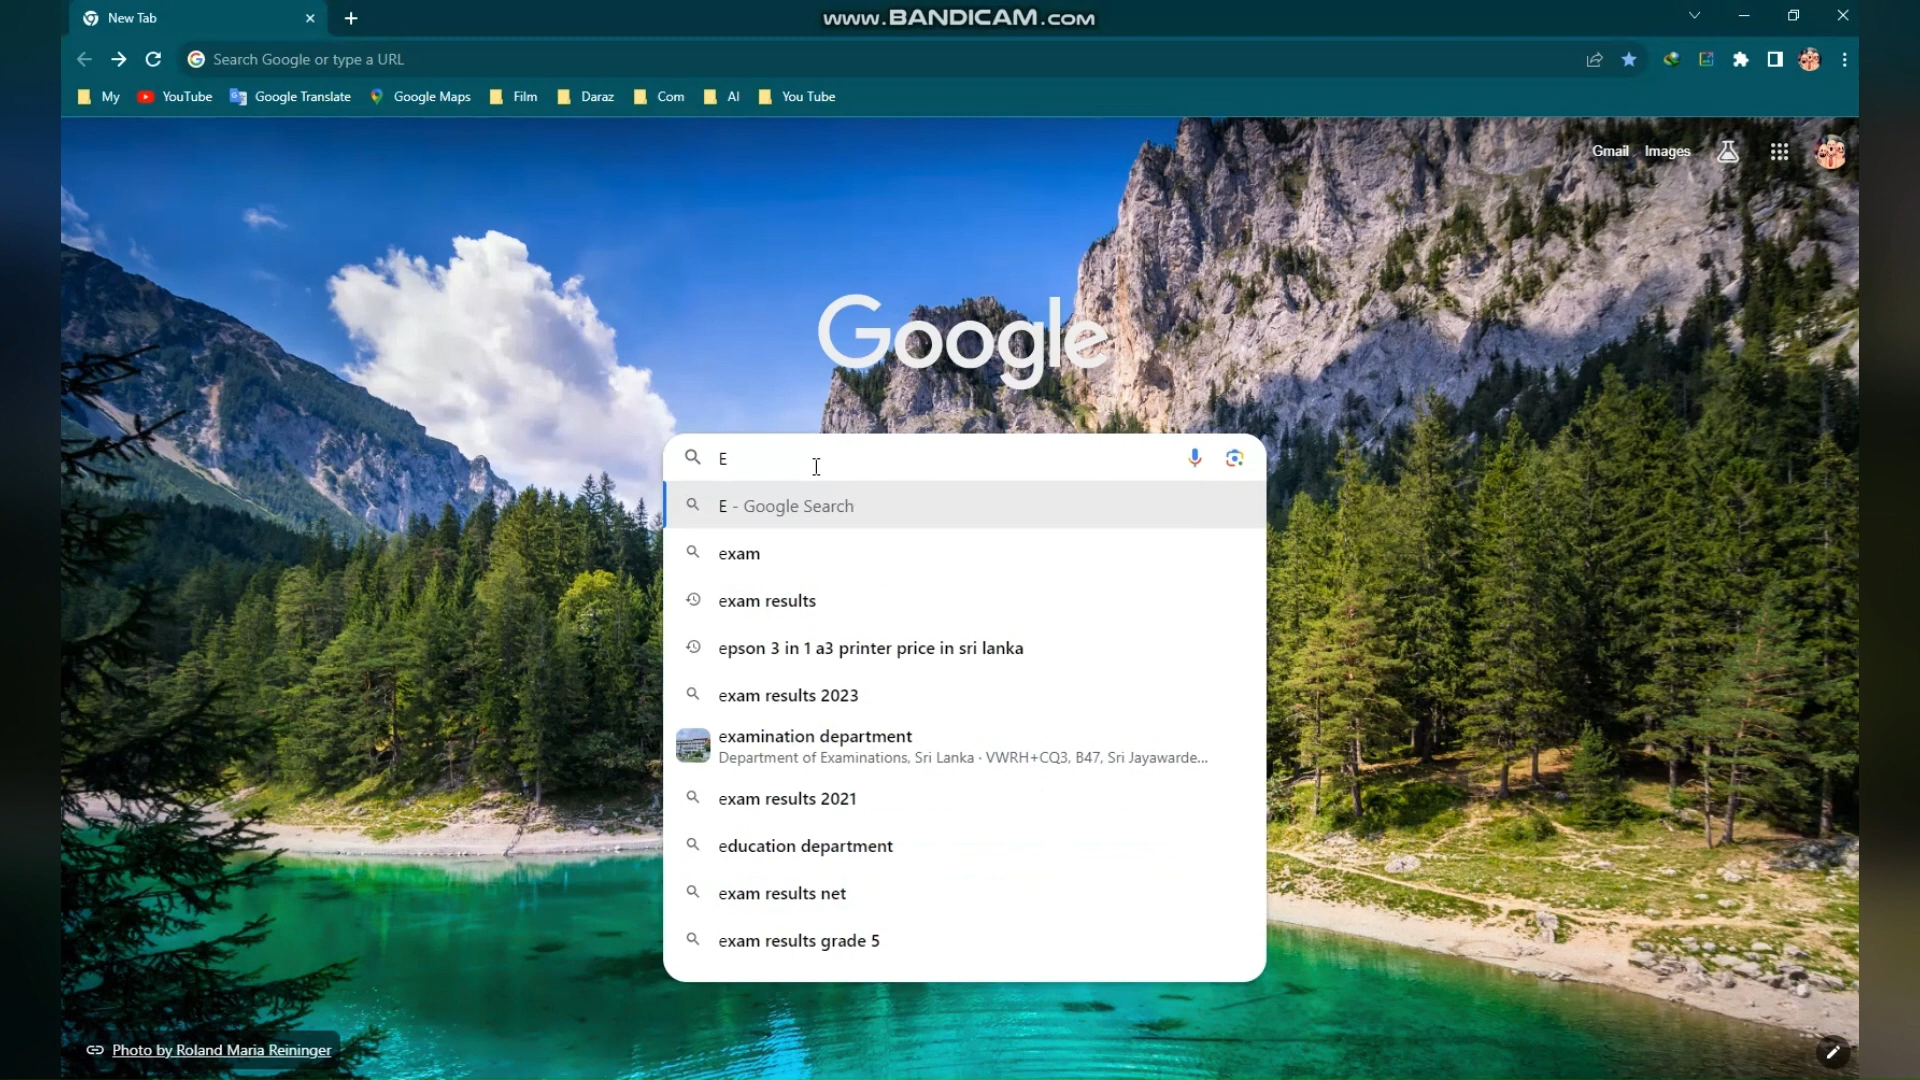 New Tab
www.BANDICAM.com
Search Google or type a URL
My YouTube Google Translate Google Maps Film Daraz Com AI You Tube
Gmail Images
Google
E
E - Google Search
exam
exam results
epson 3 in 1 a3 printer price in sri lanka
exam results 2023
examination department
Department of Examinations, Sri Lanka · VWRH+CQ3, B47, Sri Jayawarde...
exam results 2021
education department
exam results net
exam results grade 5
Photo by Roland Maria Reininger